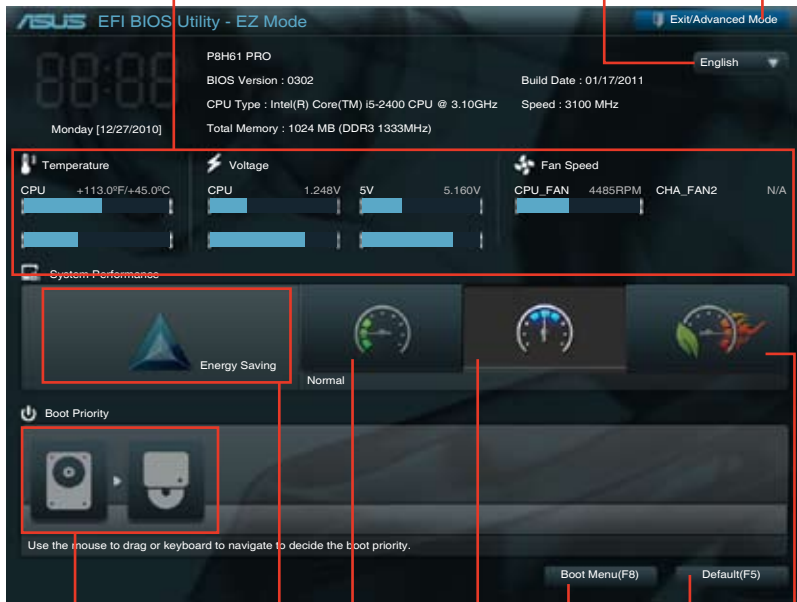 ASUS EFI BIOS Utility - EZ Mode
Exit/Advanced Mode
English
P8H61 PRO
BIOS Version : 0302
Build Date : 01/17/2011
CPU Type : Intel(R) Core(TM) i5-2400 CPU @ 3.10GHz
Speed : 3100 MHz
Total Memory : 1024 MB (DDR3 1333MHz)
Monday [12/27/2010]
Temperature
Voltage
Fan Speed
CPU +113.0ºF/+45.0ºC
CPU 1.248V
5V 5.160V
CPU_FAN 4485RPM
CHA_FAN2 N/A
System Performance
Energy Saving
Normal
Boot Priority
Use the mouse to drag or keyboard to navigate to decide the boot priority.
Boot Menu(F8)
Default(F5)